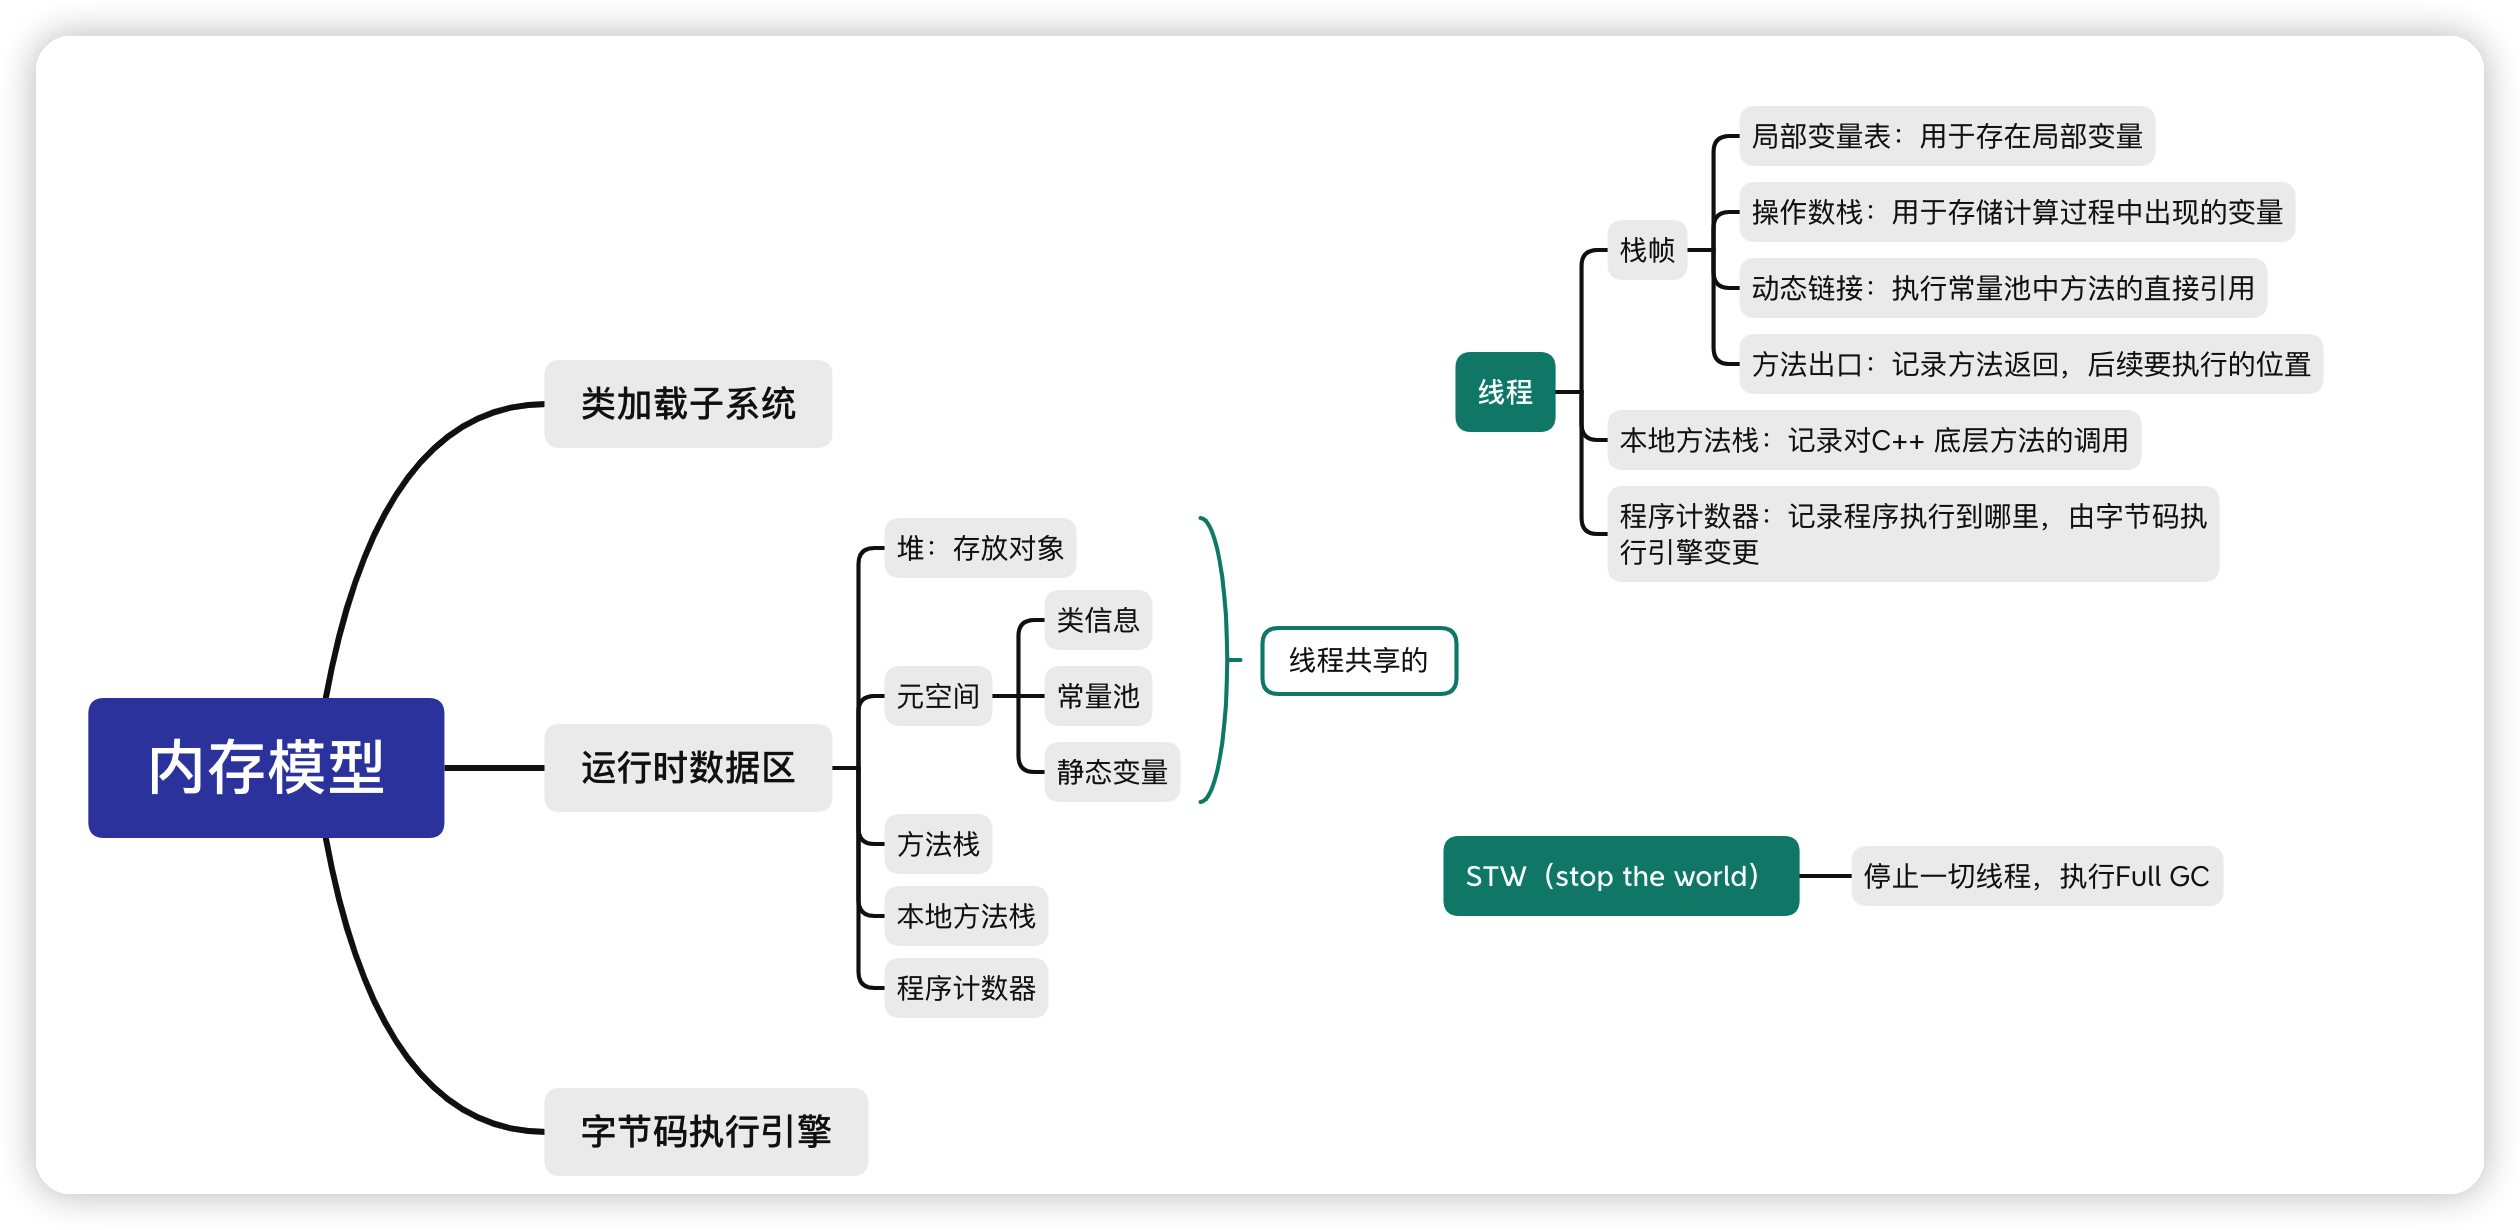 内存模型
类加载子系统
运行时数据区
堆：存放对象
元空间
类信息
常量池
静态变量
方法栈
本地方法栈
程序计数器
线程共享的
字节码执行引擎
线程
栈帧
局部变量表：用于存在局部变量
操作数栈：用于存储计算过程中出现的变量
动态链接：执行常量池中方法的直接引用
方法出口：记录方法返回，后续要执行的位置
本地方法栈：记录对C++ 底层方法的调用
程序计数器：记录程序执行到哪里，由字节码执
行引擎变更
STW（stop the world）
停止一切线程，执行Full GC